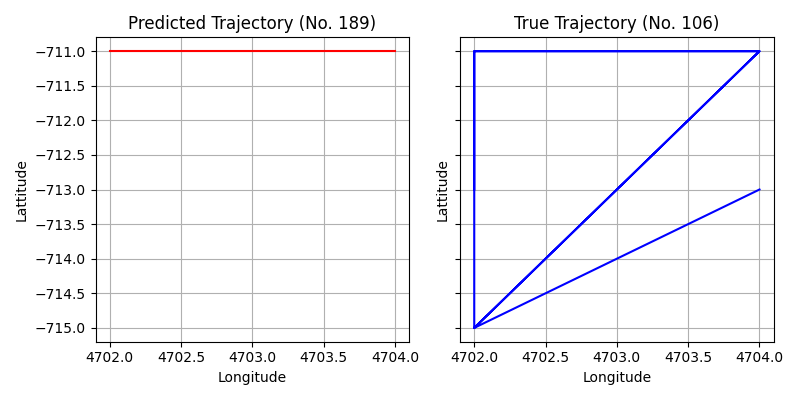 Predicted Trajectory (No. 189)
True Trajectory (No. 106)
Lattitude
−711.0
−711.5
−712.0
−712.5
−713.0
−713.5
−714.0
−714.5
−715.0
4702.0 4702.5 4703.0 4703.5 4704.0
Longitude
Lattitude
4702.0 4702.5 4703.0 4703.5 4704.0
Longitude